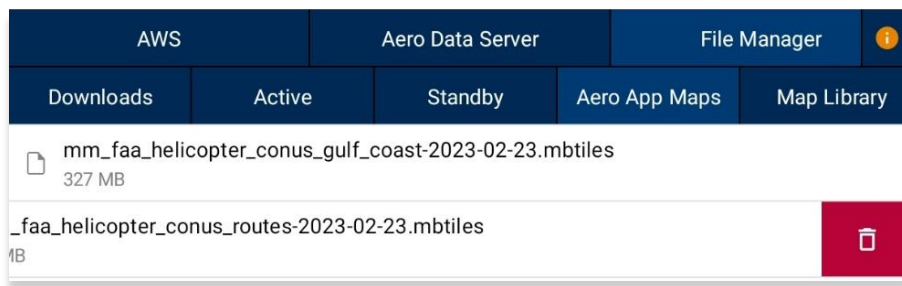 AWS Aero Data Server File Manager
Downloads Active Standby Aero App Maps Map Library
mm_faa_helicopter_conus_gulf_coast-2023-02-23.mbtiles
327 MB
_faa_helicopter_conus_routes-2023-02-23.mbtiles
MB